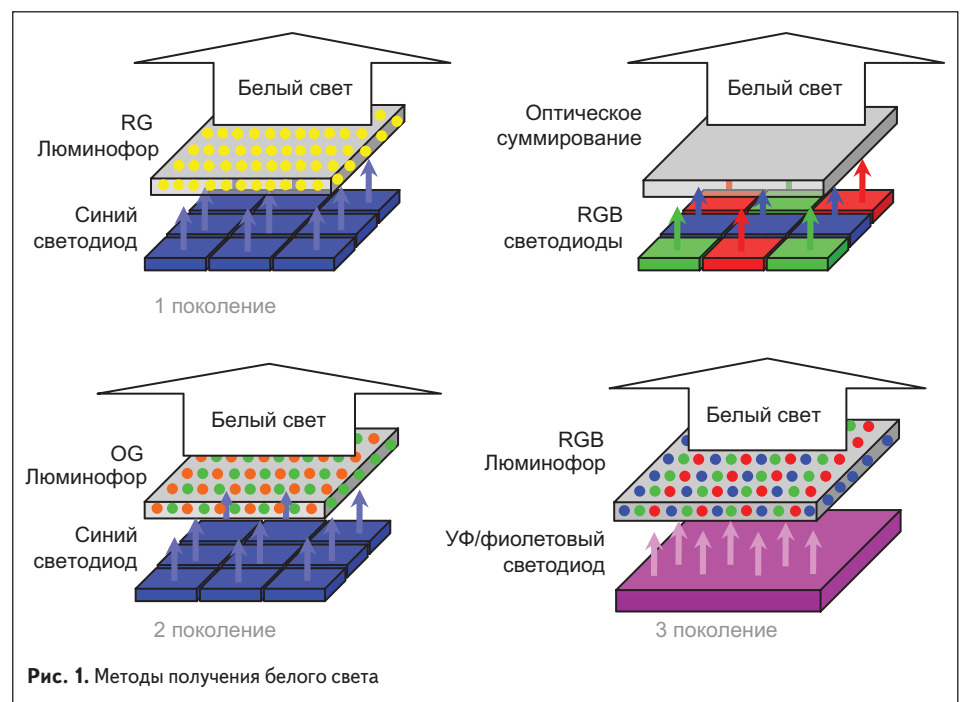 Белый свет
RG
Люминофор
Синий
светодиод
1 поколение
Белый свет
Оптическое
суммирование
RGB
светодиоды
Белый свет
OG
Люминофор
Синий
светодиод
2 поколение
Белый свет
RGB
Люминофор
УФ/фиолетовый
светодиод
3 поколение
Рис. 1. Методы получения белого света